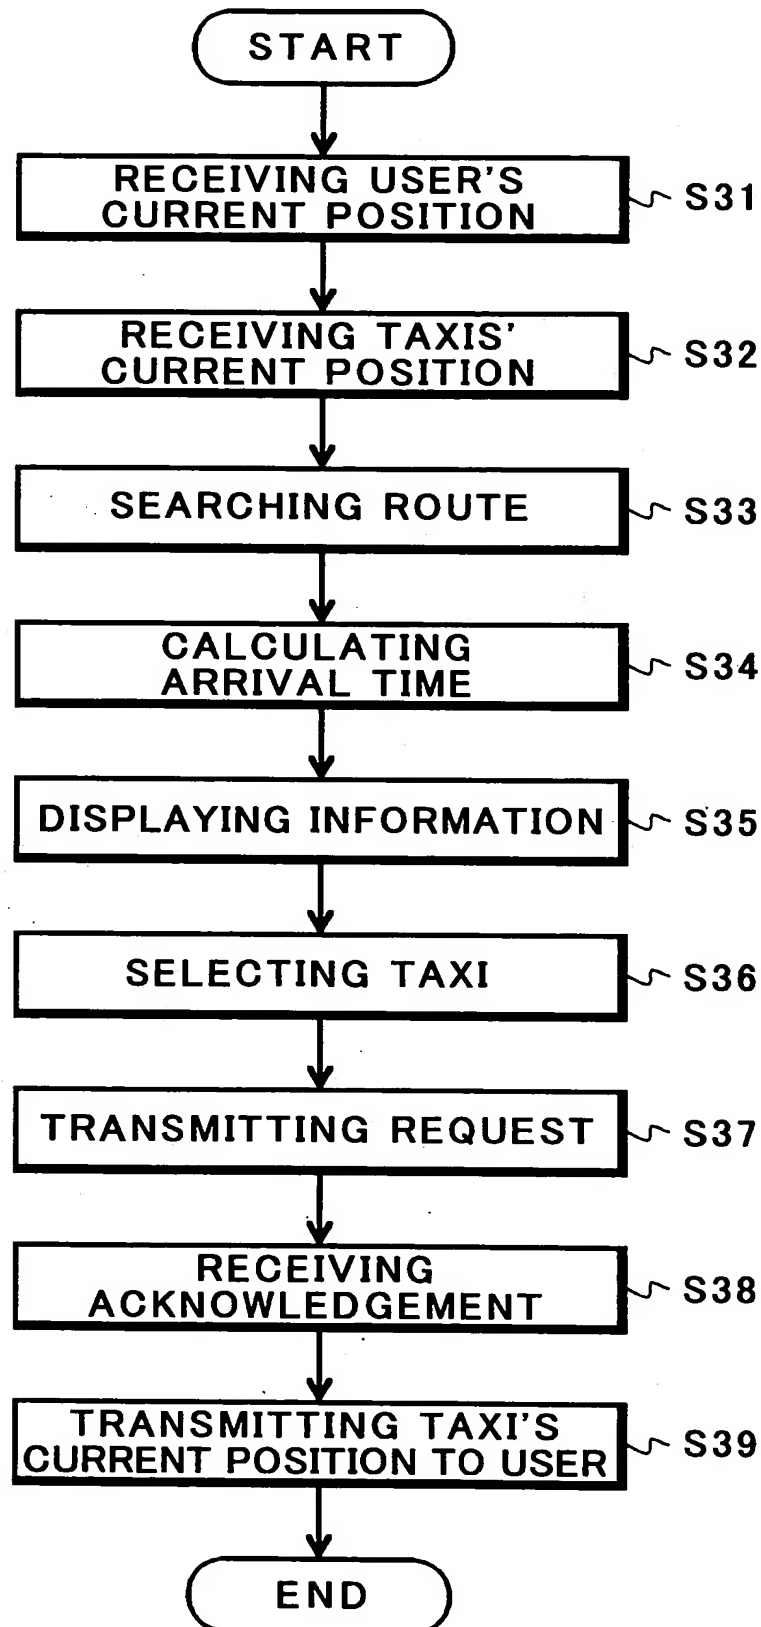 START
RECEIVING USER'S
CURRENT POSITION
S31
RECEIVING TAXIS'
CURRENT POSITION
S32
SEARCHING ROUTE
S33
CALCULATING
ARRIVAL TIME
S34
DISPLAYING INFORMATION
S35
SELECTING TAXI
S36
TRANSMITTING REQUEST
S37
RECEIVING
ACKNOWLEDGEMENT
S38
TRANSMITTING TAXI'S
CURRENT POSITION TO USER
S39
END